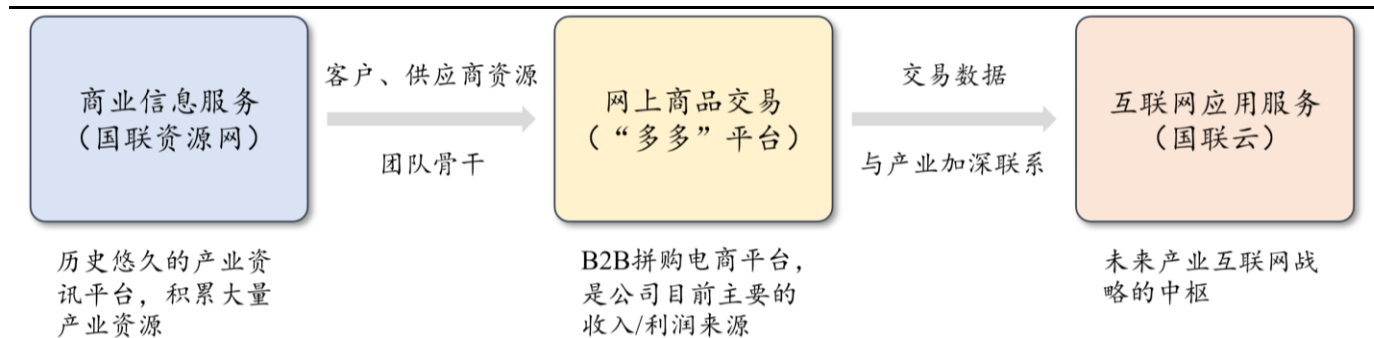 商业信息服务
（国联资源网）
客户、供应商资源
团队骨干
网上商品交易
（“多多”平台）
交易数据
与产业加深联系
互联网应用服务
（国联云）
历史悠久的产业资
讯平台，积累大量
产业资源
B2B拼购电商平台，
是公司目前主要的
收入/利润来源
未来产业互联网战
略的中枢